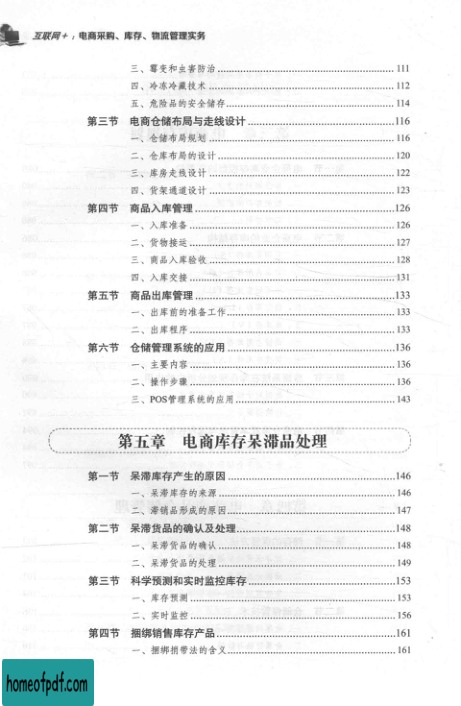 互联网+:电商采购、库存、物流管理实务
三、霉变和虫害防治 111
四、冷冻冷藏技术 112
五、危险品的安全储存 114
第三节 电商仓储布局与走线设计 116
一、仓储布局规划 116
二、仓库布局的设计 120
三、库房走线设计 122
四、货架通道设计 123
第四节 商品入库管理 126
一、入库准备 126
二、货物接运 127
三、商品入库验收 128
四、入库交接 131
第五节 商品出库管理 133
一、出库前的准备工作 133
二、出库程序 133
第六节 仓储管理系统的应用 136
一、主要内容 136
二、操作步骤 136
三、POS管理系统的应用 143
第五章 电商库存呆滞品处理
第一节 呆滞库存产生的原因 146
一、呆滞库存的来源 146
二、滞销品形成的原因 147
第二节 呆滞货品的确认及处理 148
一、呆滞货品的确认 148
二、呆滞货品的处理 149
第三节 科学预测和实时监控库存 153
一、库存预测 153
二、实时监控 156
第四节 捆绑销售库存产品 161
一、捆绑捎带法的含义 161
homeofpdf.com